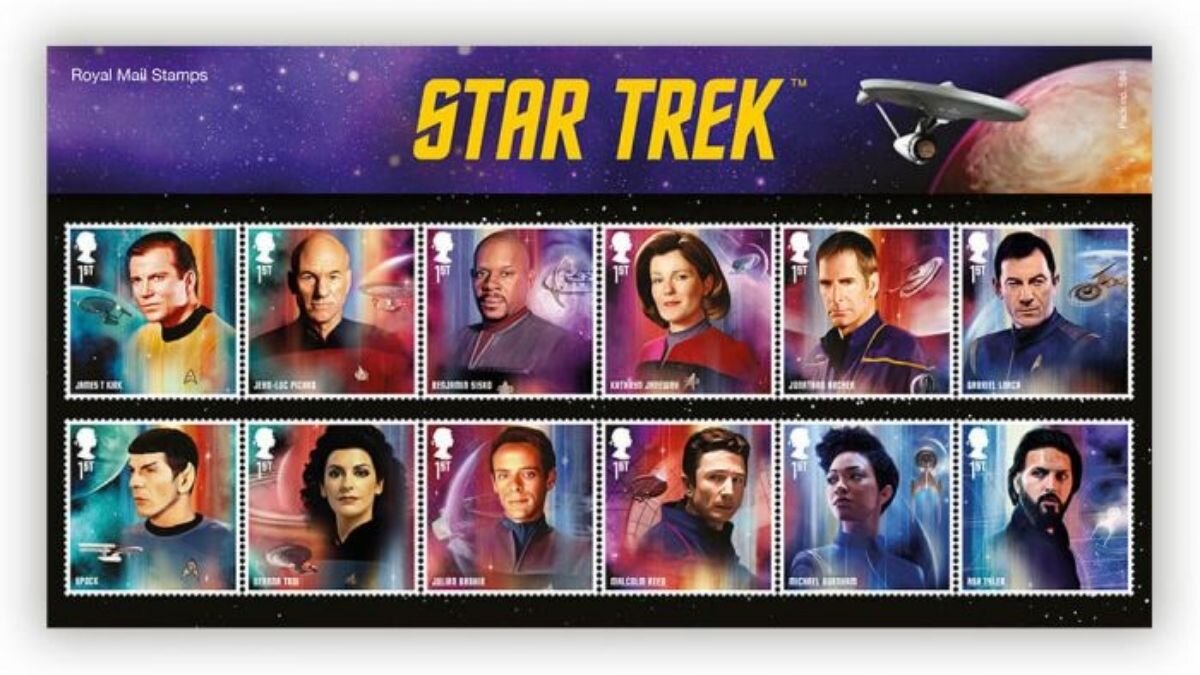 Royal Mail Stamps
STAR TREK™
1ST
JAMES T KIRK
1ST
JEAN-LUC PICARD
1ST
BENJAMIN SISKO
1ST
KATHRYN JANEWAY
1ST
JONATHAN ARCHER
1ST
GABRIEL LORCA
1ST
SPOCK
1ST
DEANNA TROI
1ST
JULIAN BASHIR
1ST
MALCOLM REED
1ST
MICHAEL BURNHAM
1ST
ASH TYLER